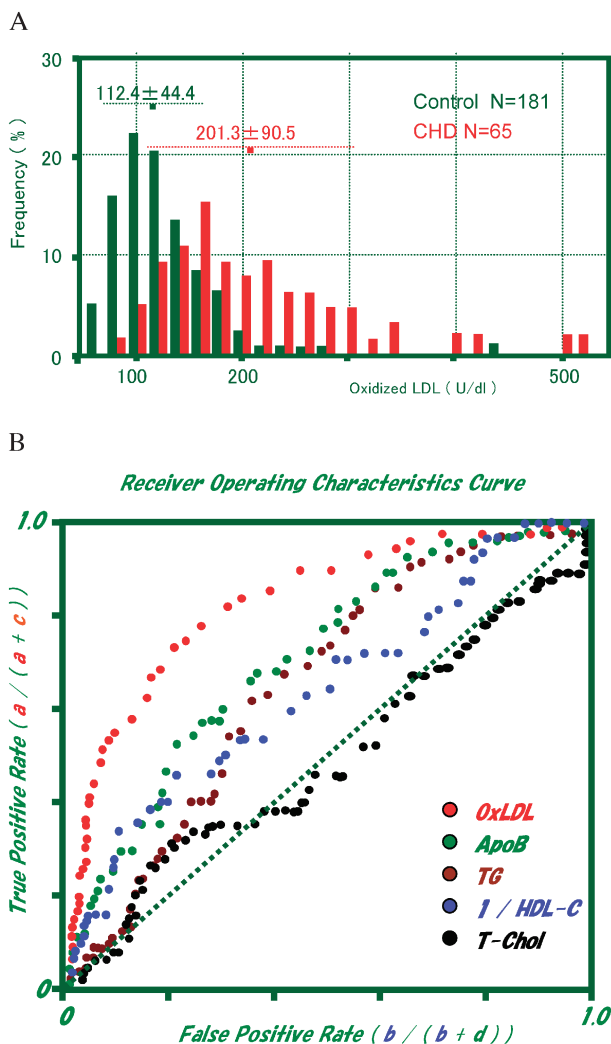 A
30
112.4±44.4
Control N=181
201.3±90.5
CHD N=65
20
Frequency (%)
10
0
100
200
500
Oxidized LDL ( U/dl )
B
Receiver Operating Characteristics Curve
1.0
True Positive Rate ( a / ( a + c ))
OxLDL
ApoB
TG
1 / HDL-C
T-Chol
0
0
1.0
False Positive Rate ( b / ( b + d ))